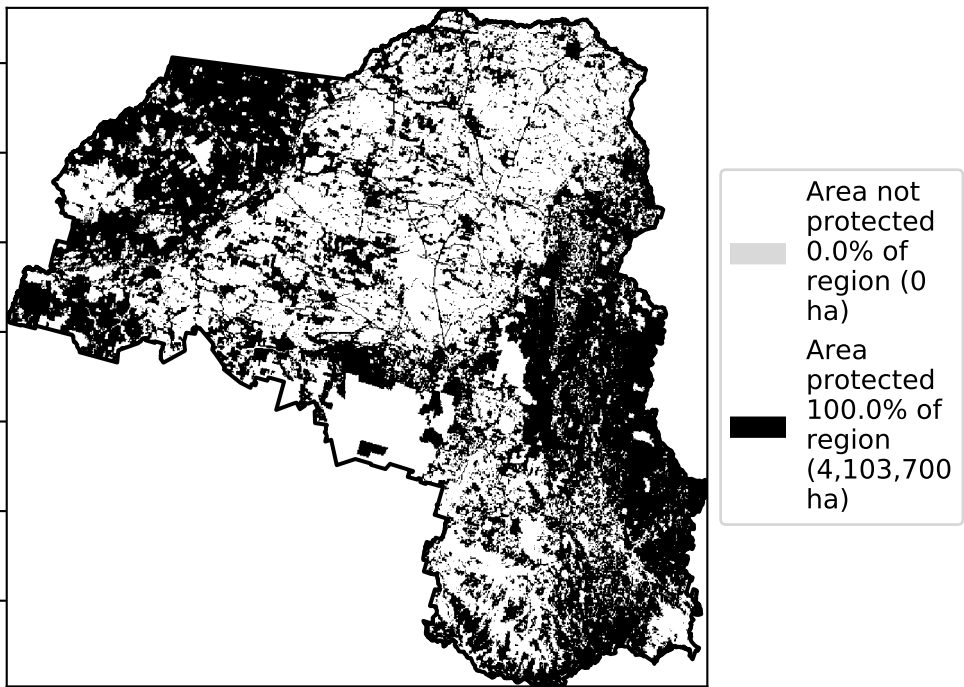 Area not
protected
0.0% of
region (0
ha)
Area
protected
100.0% of
region
(4,103,700
ha)